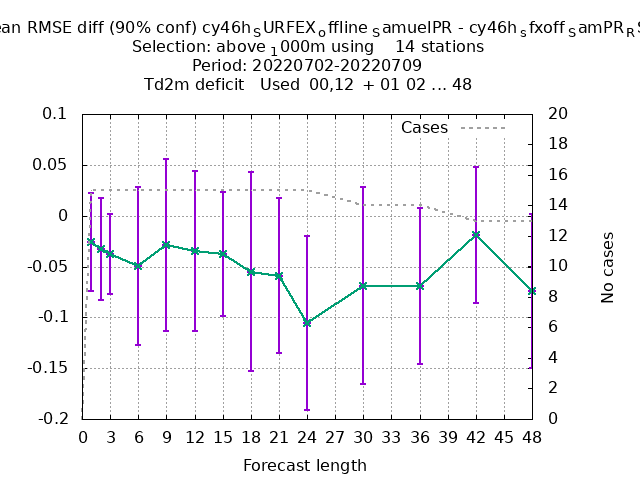 ean RMSE diff (90% conf) cy46h_SURFEX_offline_SamuelPR - cy46h_sfxoff_SamPR_RS
Selection: above_1000m using 14 stations
Period: 20220702-20220709
Td2m deficit Used 00,12 + 01 02 ... 48
Cases
0.1
0.05
0
-0.05
-0.1
-0.15
-0.2
20
18
16
14
12
10
8
6
4
2
0
No cases
0 3 6 9 12 15 18 21 24 27 30 33 36 39 42 45 48
Forecast length